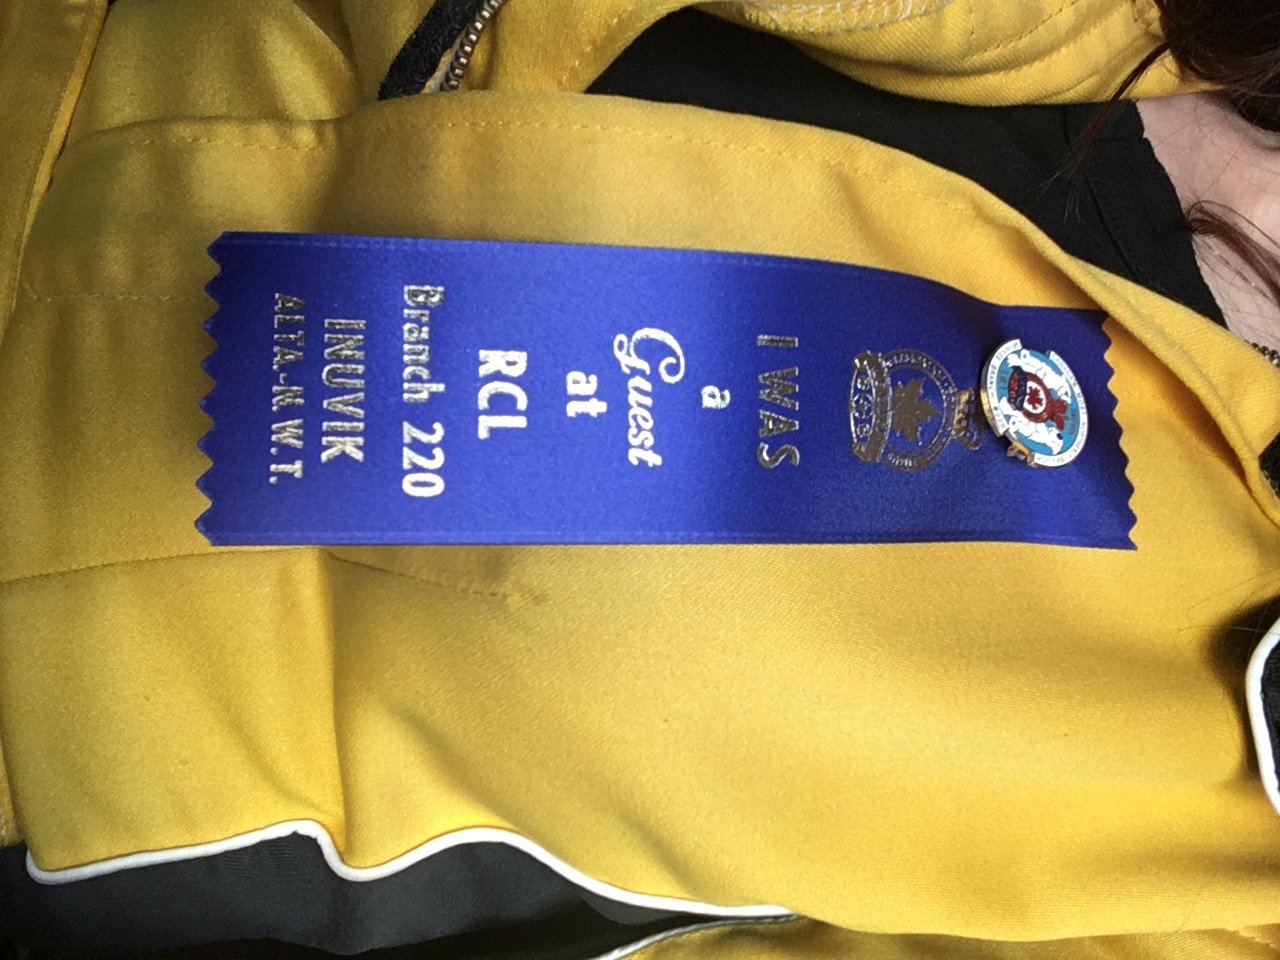 I WAS
a
Guest
at
RCL
Branch 220
INUVIK
ALTA-N.W.T.